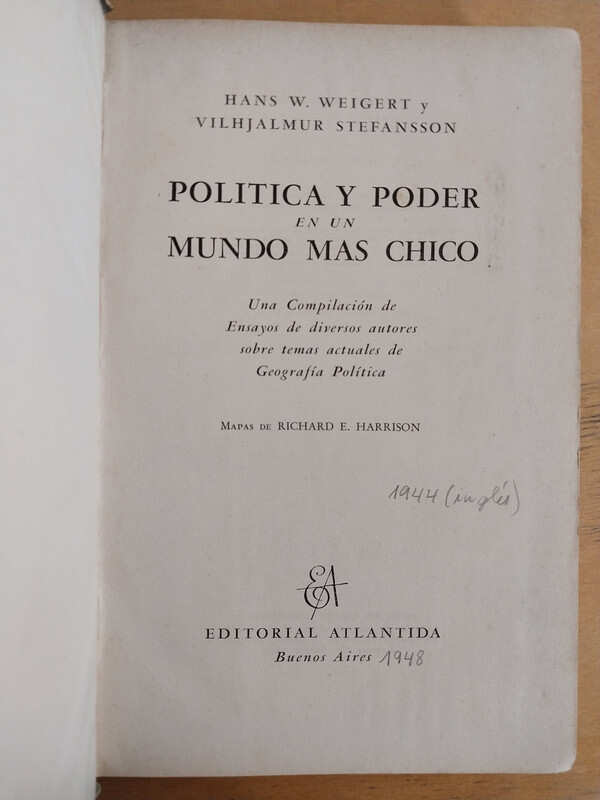 HANS W. WEIGERT y
VILHJALMUR STEFANSSON
POLITICA Y PODER
EN UN
MUNDO MAS CHICO
Una Compilación de
Ensayos de diversos autores
sobre temas actuales de
Geografía Política
MAPAS DE RICHARD E. HARRISON
1944 (inglés)
EA
EDITORIAL ATLANTIDA
Buenos Aires 1948